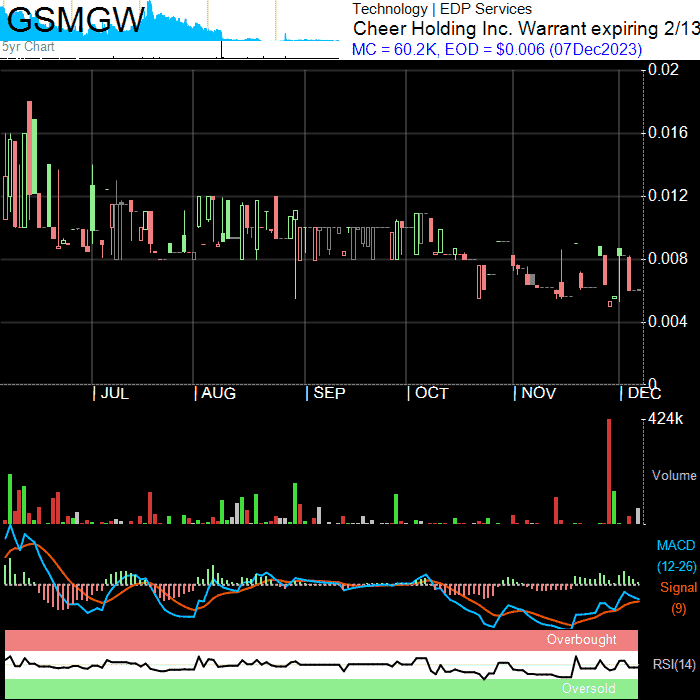 GSMGW
5yr Chart
Technology | EDP Services
Cheer Holding Inc. Warrant expiring 2/13
MC = 60.2K, EOD = $0.006 (07Dec2023)
0.02
0.016
0.012
0.008
0.004
0
| JUL | AUG | SEP | OCT | NOV | DEC
424k
Volume
MACD
(12-26)
Signal
(9)
Overbought
RSI(14)
Oversold